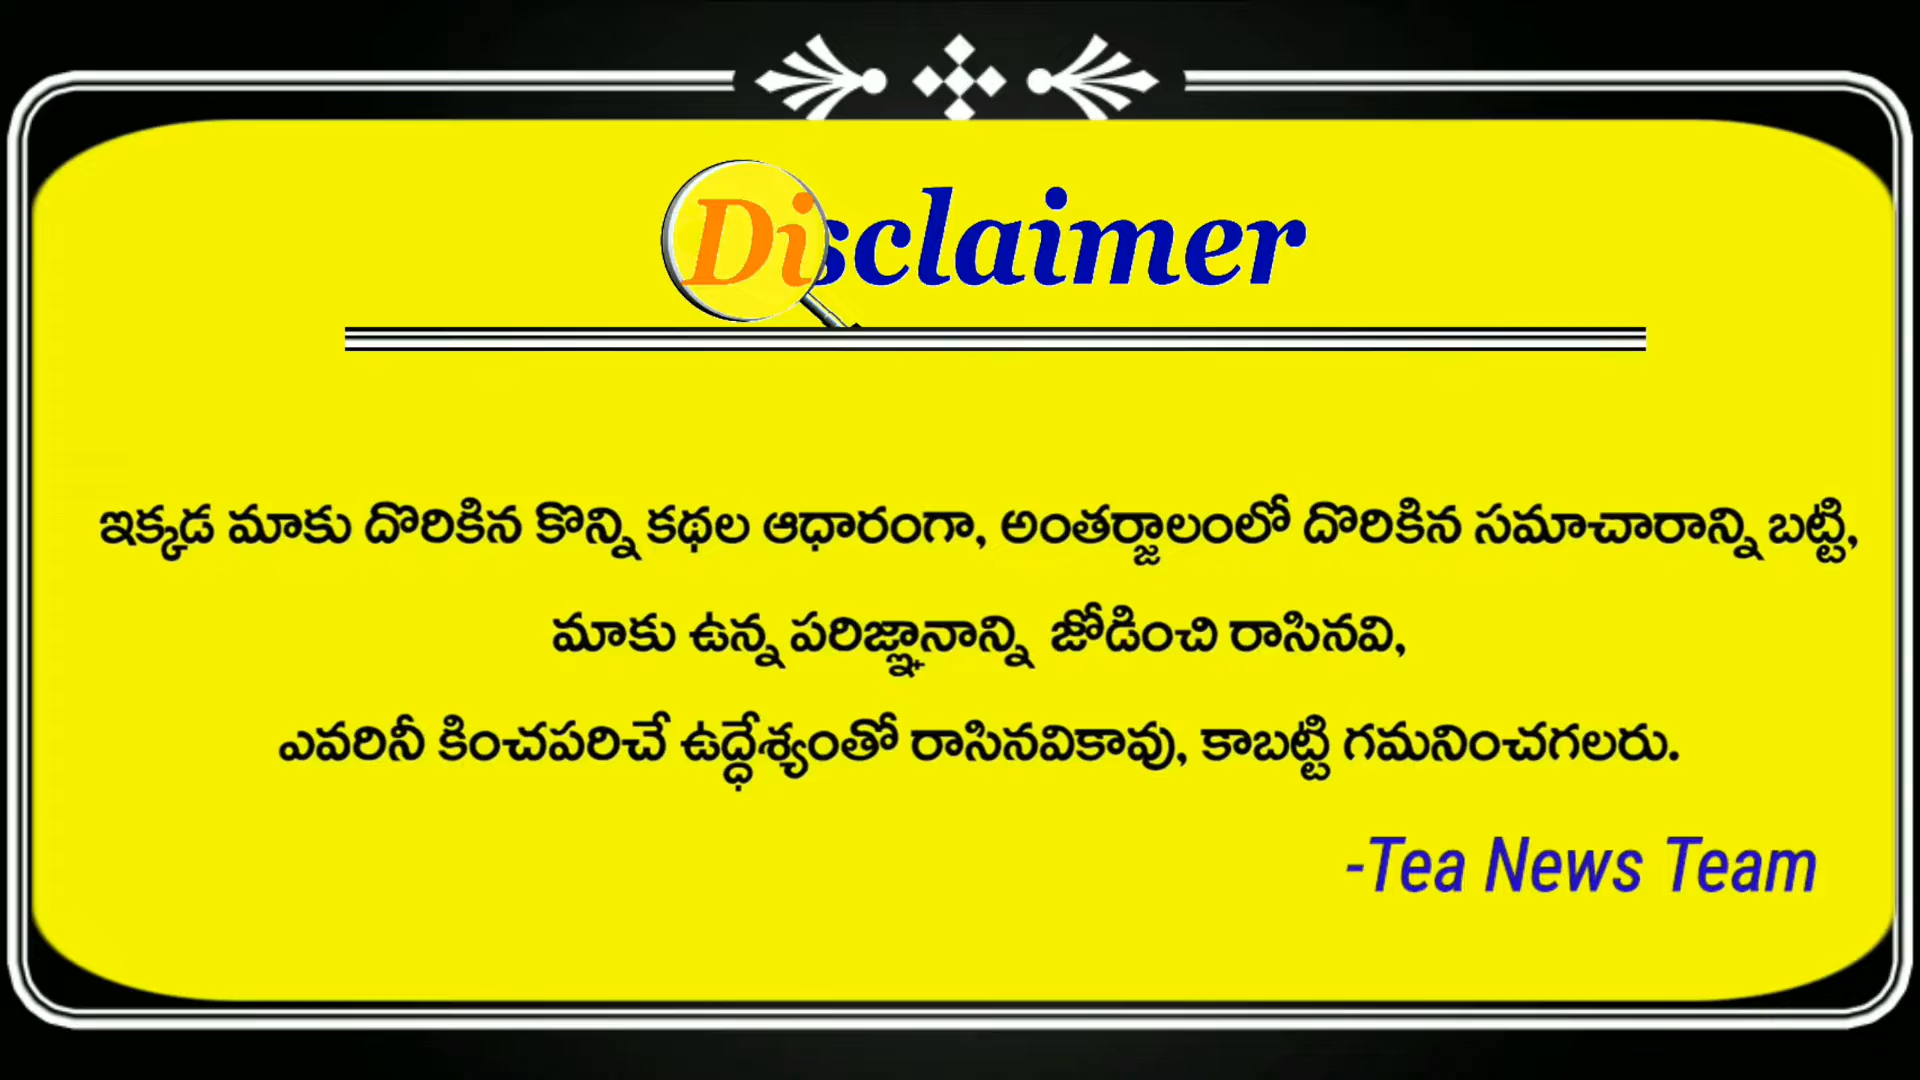 Disclaimer
ఇక్కడ మాకు దొరికిన కొన్ని కథల ఆధారంగా, అంతర్జాలంలో దొరికిన సమాచారాన్ని బట్టి,
మాకు ఉన్న పరిజ్ఞానాన్ని జోడించి రాసినవి,
ఎవరినీ కించపరిచే ఉద్ధేశ్యంతో రాసినవికావు, కాబట్టి గమనించగలరు.
-Tea News Team